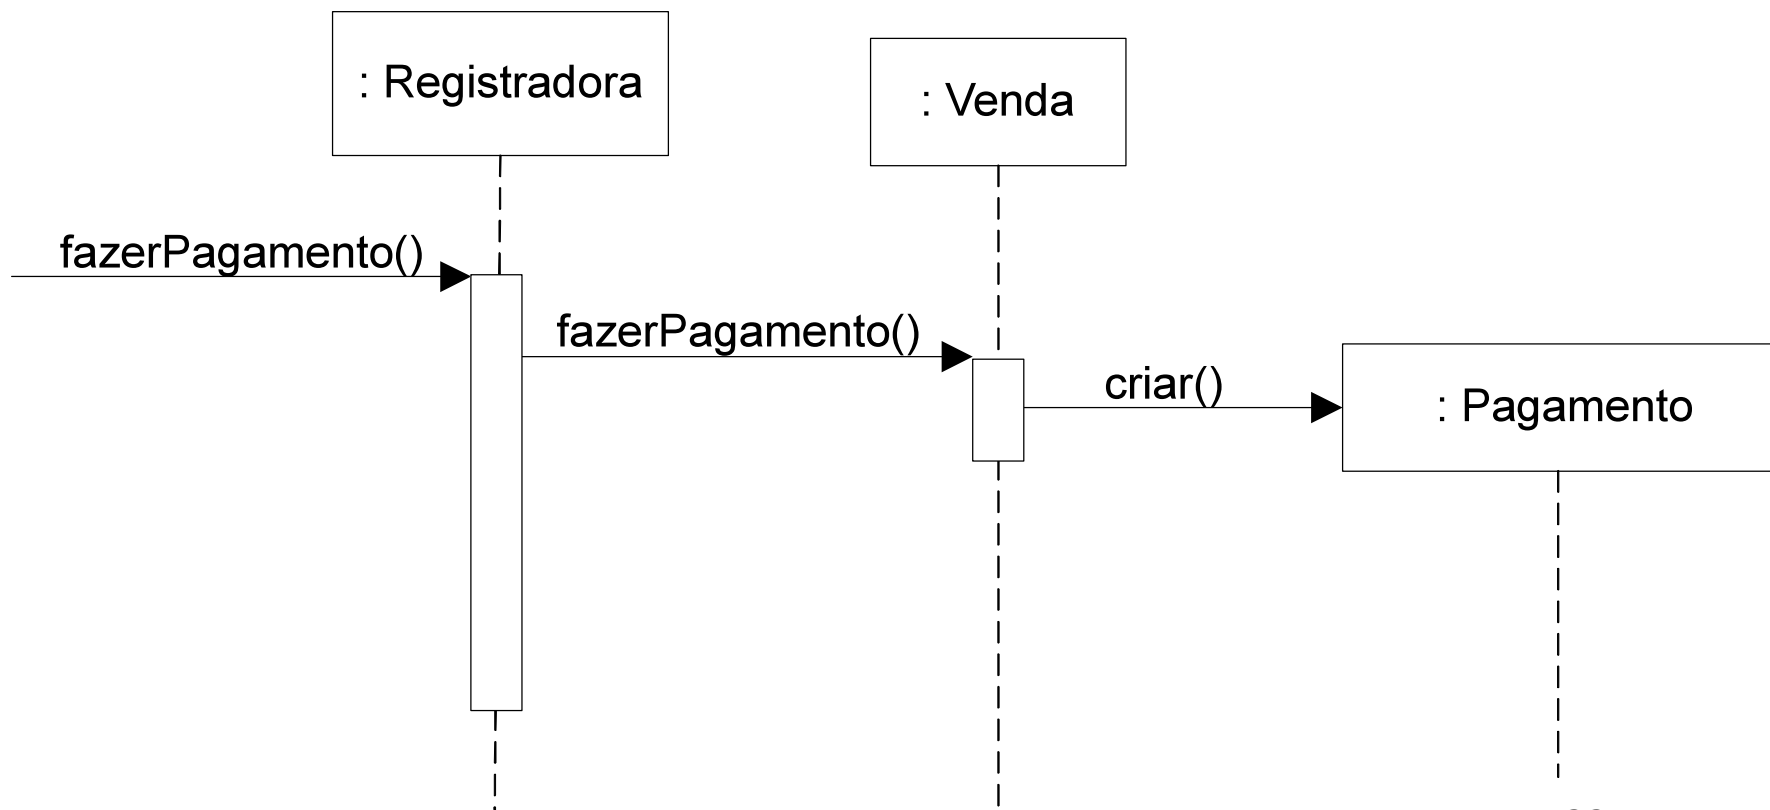 : Registradora
: Venda
fazerPagamento()
fazerPagamento()
criar()
: Pagamento